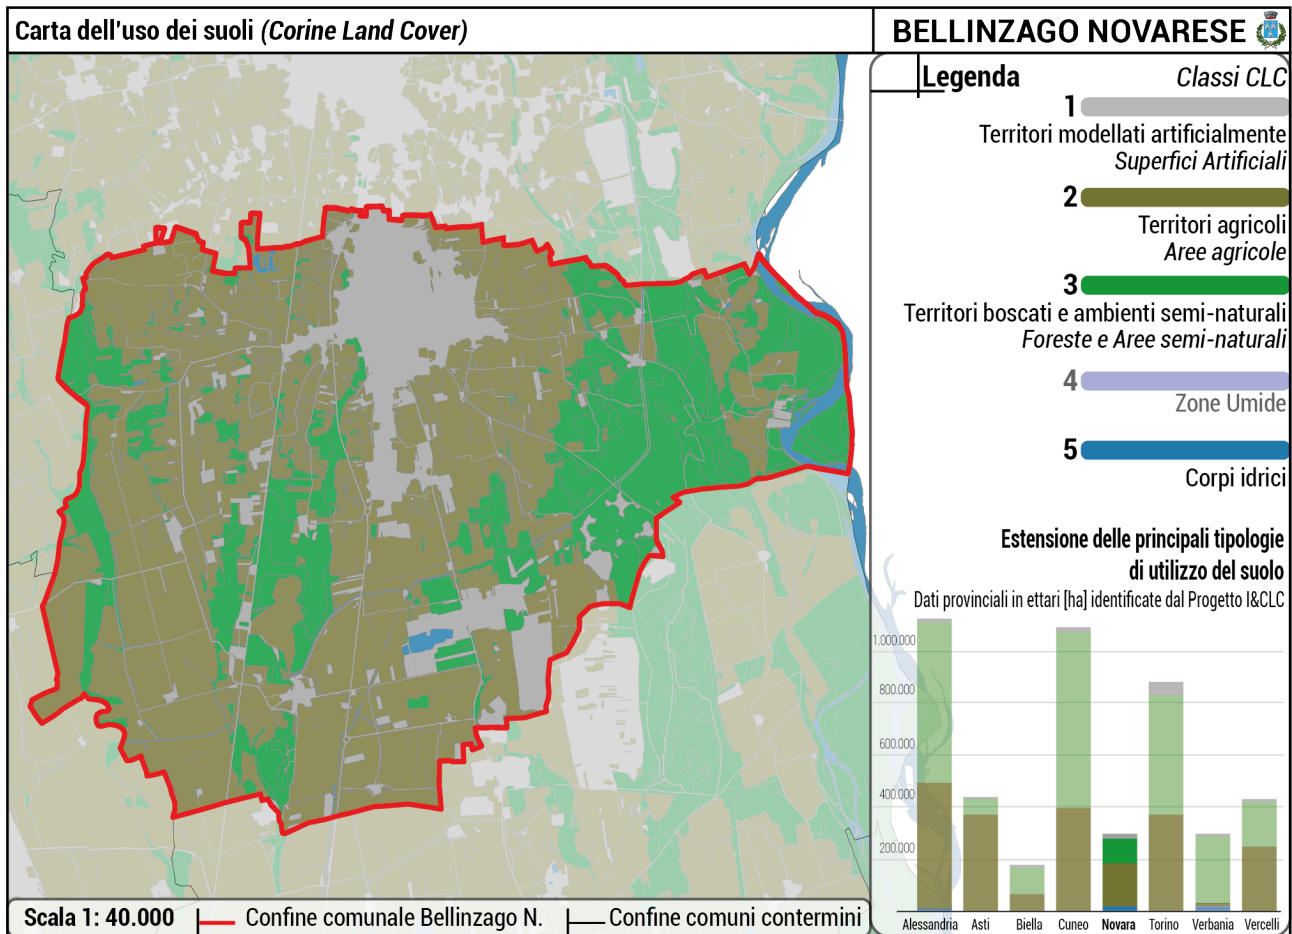 Carta dell'uso dei suoli (Corine Land Cover)
BELLINZAGO NOVARESE
Legenda
Classi CLC
1
Territori modellati artificialmente
Superfici Artificiali
2
Territori agricoli
Aree agricole
3
Territori boscati e ambienti semi-naturali
Foreste e Aree semi-naturali
4
Zone Umide
5
Corpi idrici
Estensione delle principali tipologie
di utilizzo del suolo
Dati provinciali in ettari [ha] identificate dal Progetto I&CLC
1.000.000
800.000
600.000
400.000
200.000
Alessandria Asti Biella Cuneo Novara Torino Verbania Vercelli
Scala 1: 40.000 Confine comunale Bellinzago N. Confine comuni contermini